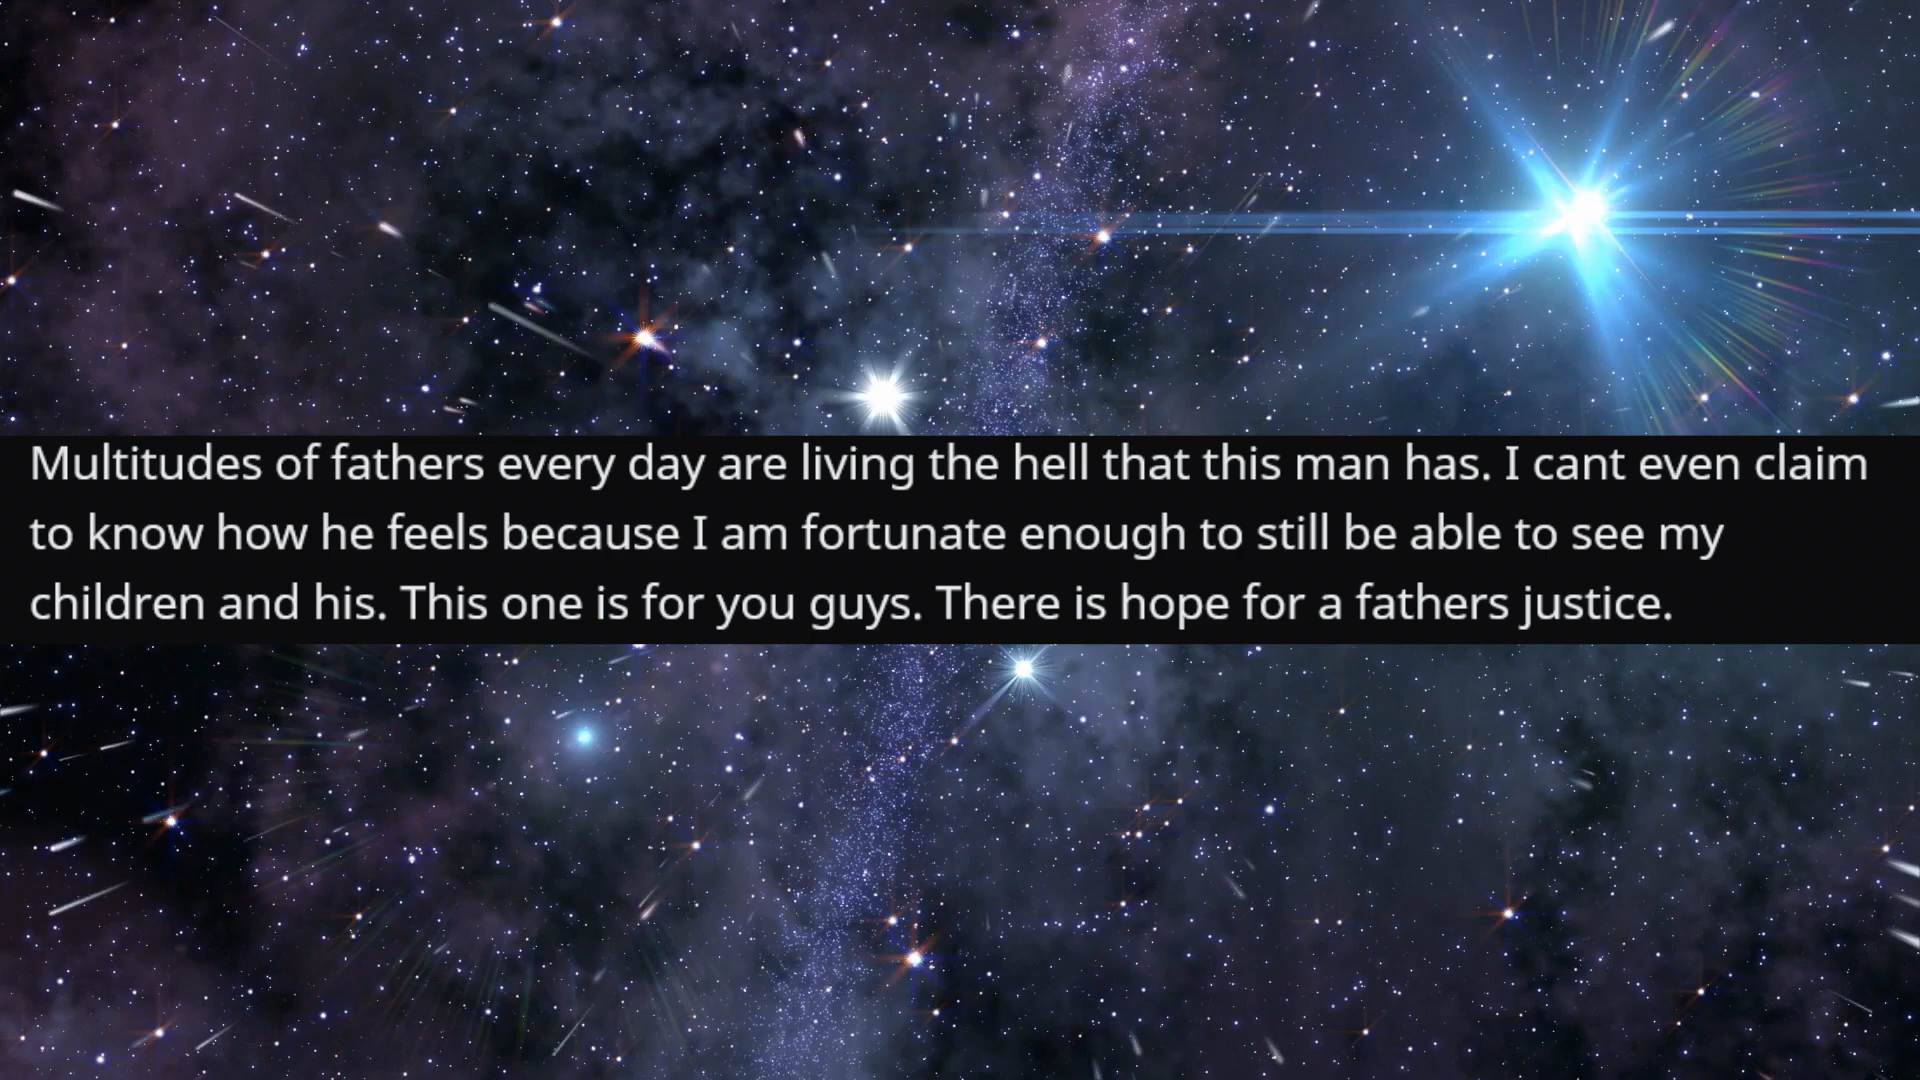 Multitudes of fathers every day are living the hell that this man has. I cant even claim
to know how he feels because I am fortunate enough to still be able to see my
children and his. This one is for you guys. There is hope for a fathers justice.